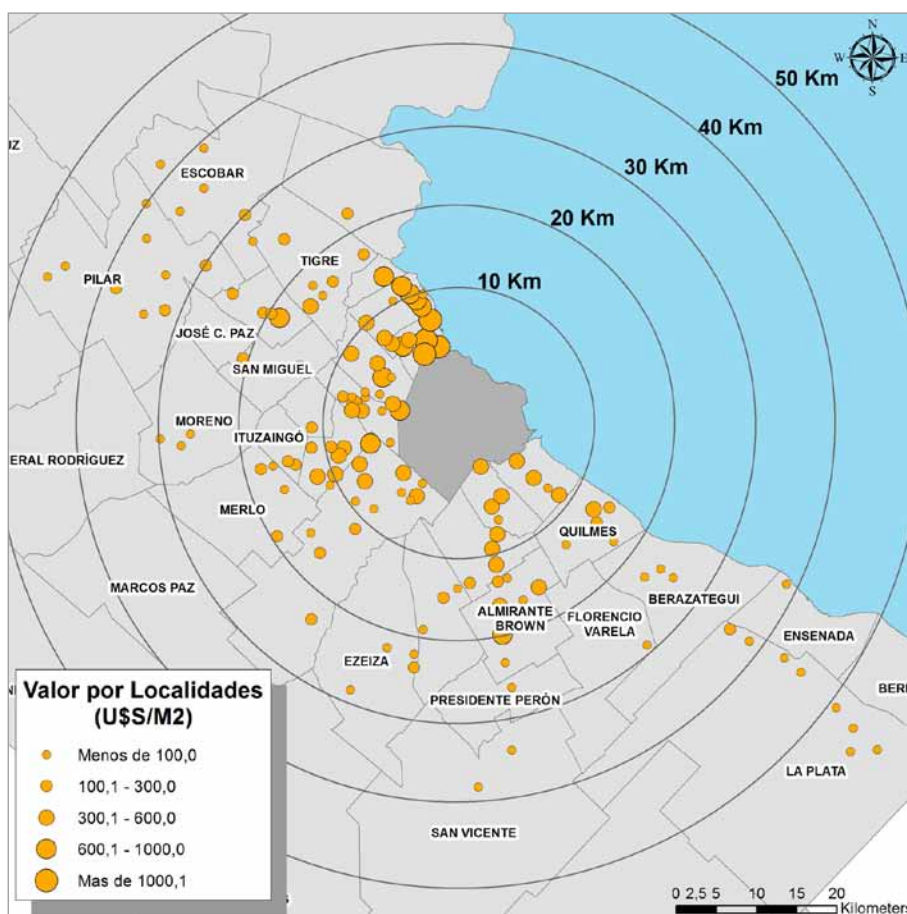 N
W E
S
50 Km
40 Km
30 Km
20 Km
10 Km
IZ
ESCOBAR
TIGRE
PILAR
JOSÉ C. PAZ
SAN MIGUEL
MORENO
ITUZAINGÓ
ERAL RODRÍGUEZ
MERLO
QUILMES
MARCOS PAZ
BERAZATEGUI
ALMIRANTE
BROWN
FLORENCIO
VARELA
ENSENADA
EZEIZA
BERI
PRESIDENTE PERÓN
LA PLATA
SAN VICENTE
Valor por Localidades
(U$S/M2)
Menos de 100,0
100,1 - 300,0
300,1 - 600,0
600,1 - 1000,0
Mas de 1000,1
0 2,5 5 10 15 20
Kilometers